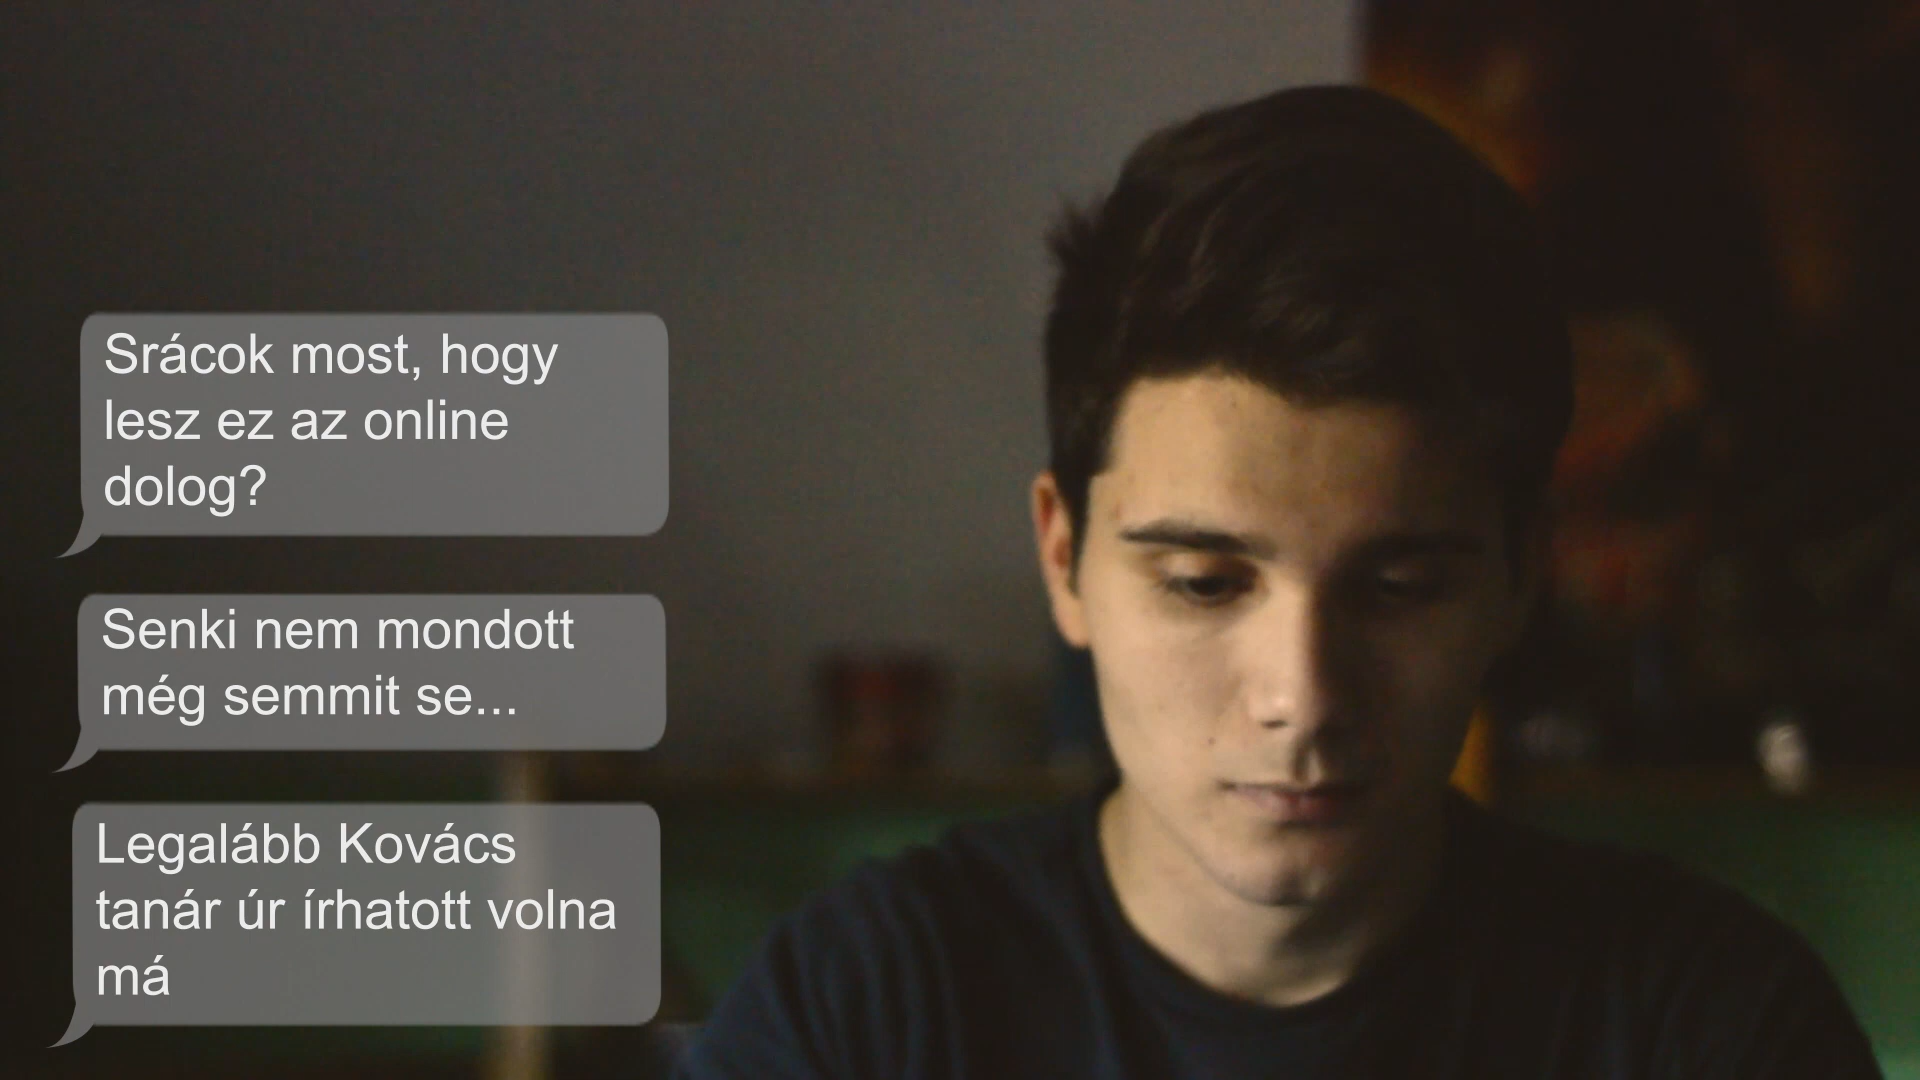 Srácok most, hogy
lesz ez az online
dolog?
Senki nem mondott
még semmit se...
Legalább Kovács
tanár úr írhatott volna
má